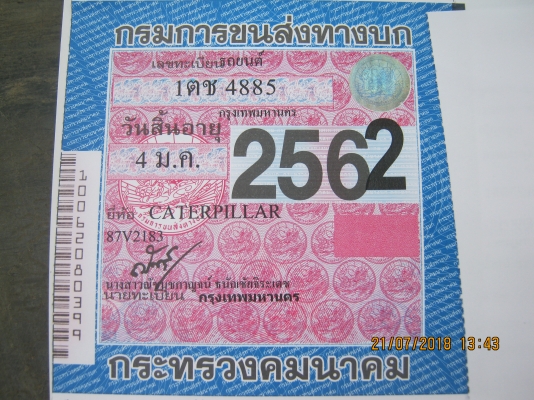 กรมการขนส่งทางบก
เลขทะเบียนรถยนต์
1ตช 4885
กรุงเทพมหานคร
วันสิ้นอายุ
4 ม.ค.
2562
ยี่ห้อ CATERPILLAR
87V2183
นายทะเบียน กรุงเทพมหานคร
กระทรวงคมนาคม
10062080399
21/07/2018 13:43